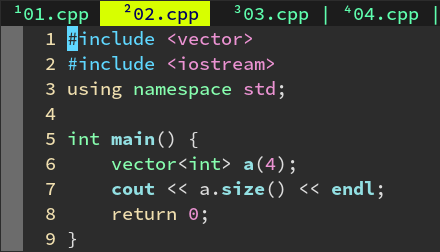 ¹01.cpp ²02.cpp ³03.cpp | ⁴04.cpp |
1 #include <vector>
2 #include <iostream>
3 using namespace std;
4
5 int main() {
6     vector<int> a(4);
7     cout << a.size() << endl;
8     return 0;
9 }